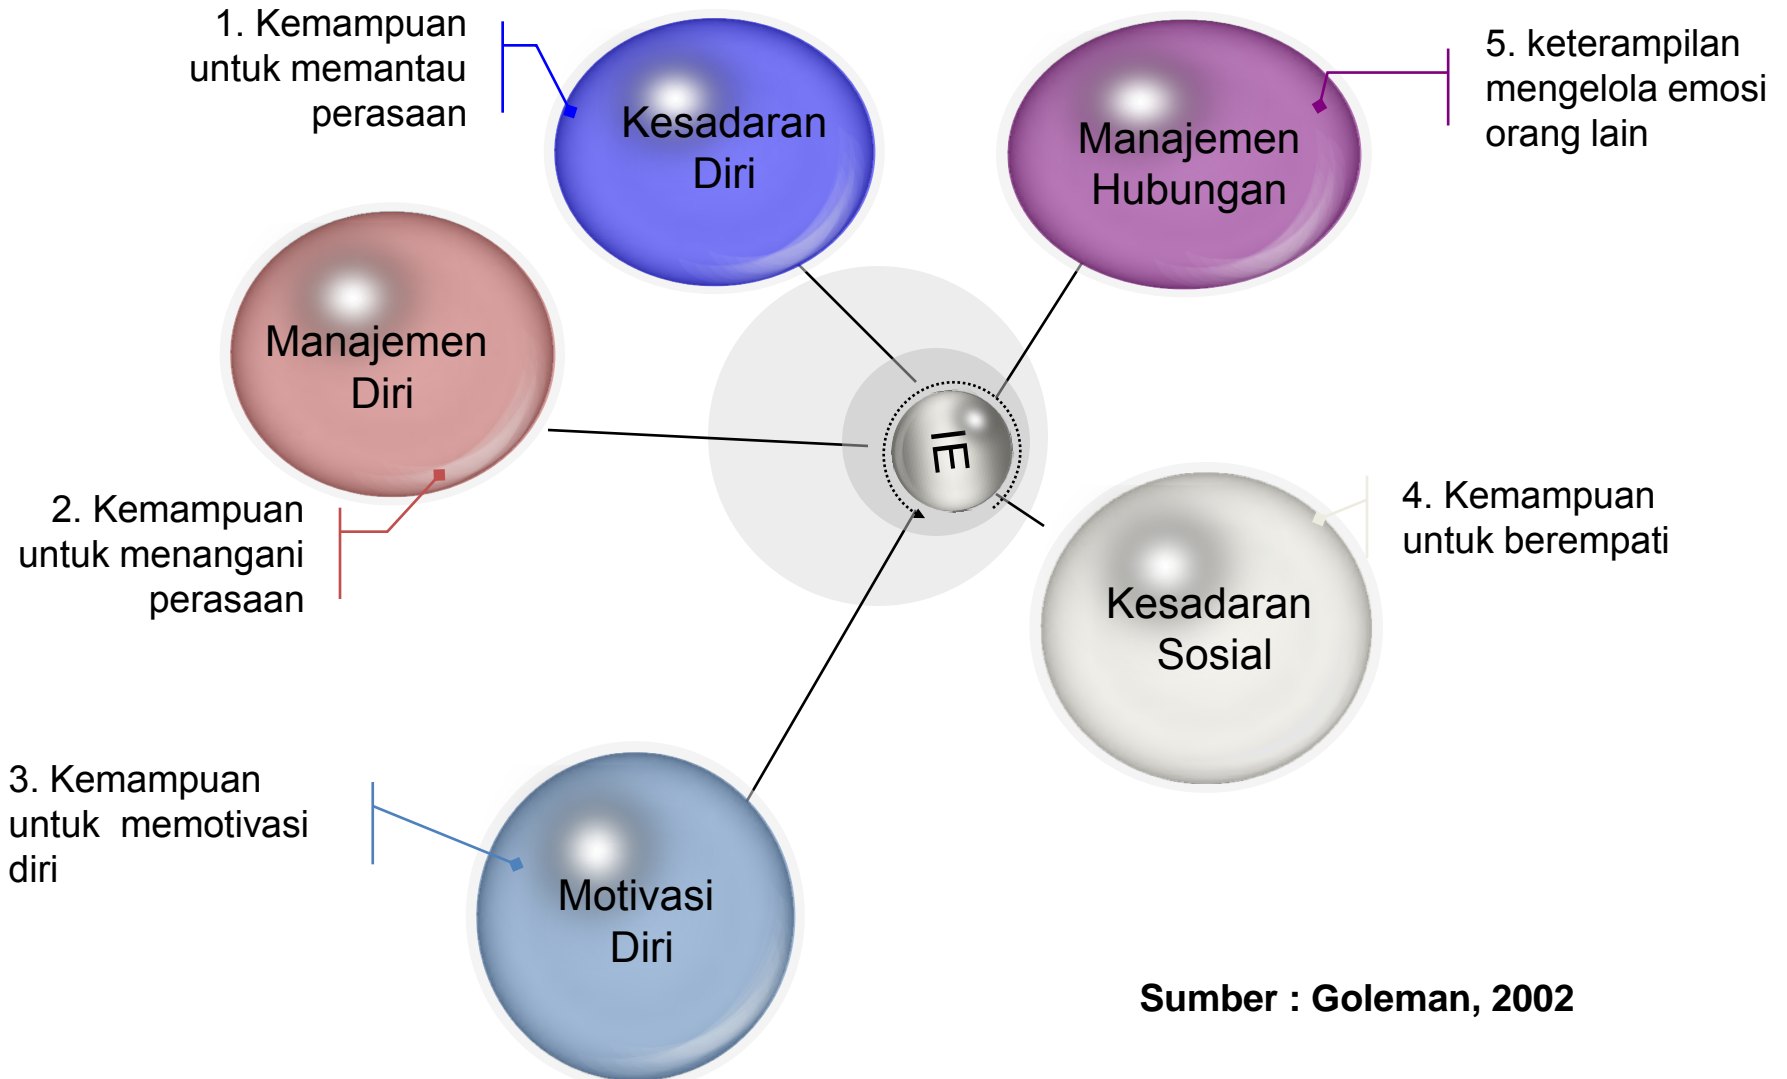 1. Kemampuan
untuk memantau
perasaan
Kesadaran
Diri
Manajemen
Hubungan
5. keterampilan
mengelola emosi
orang lain
Manajemen
Diri
IE
2. Kemampuan
untuk menangani
perasaan
4. Kemampuan
untuk berempati
Kesadaran
Sosial
3. Kemampuan
untuk  memotivasi
diri
Motivasi
Diri
Sumber : Goleman, 2002